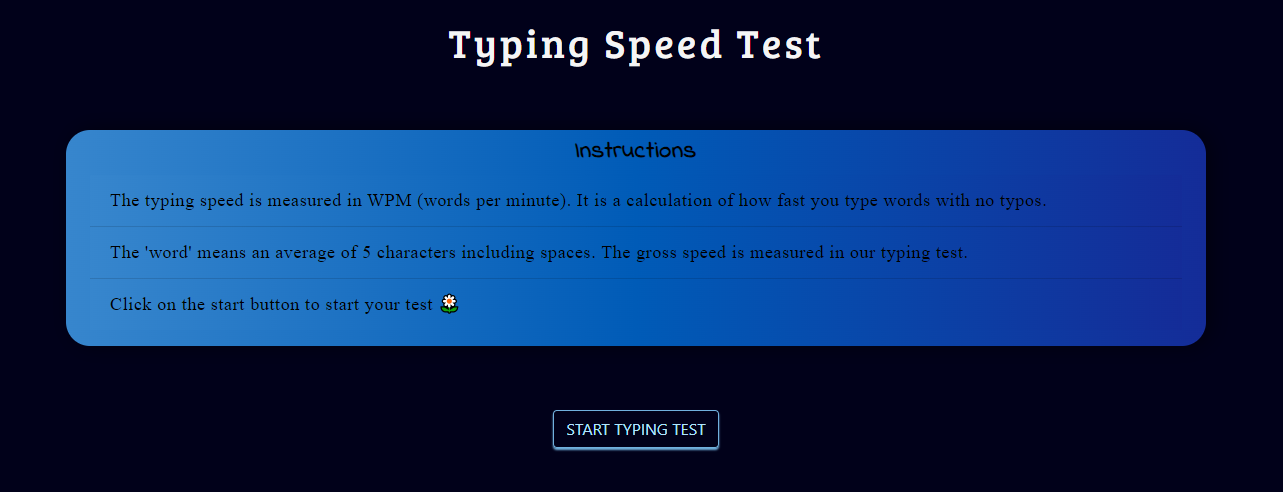 Typing Speed Test
Instructions
The typing speed is measured in WPM (words per minute). It is a calculation of how fast you type words with no typos.
The 'word' means an average of 5 characters including spaces. The gross speed is measured in our typing test.
Click on the start button to start your test 🌼
START TYPING TEST